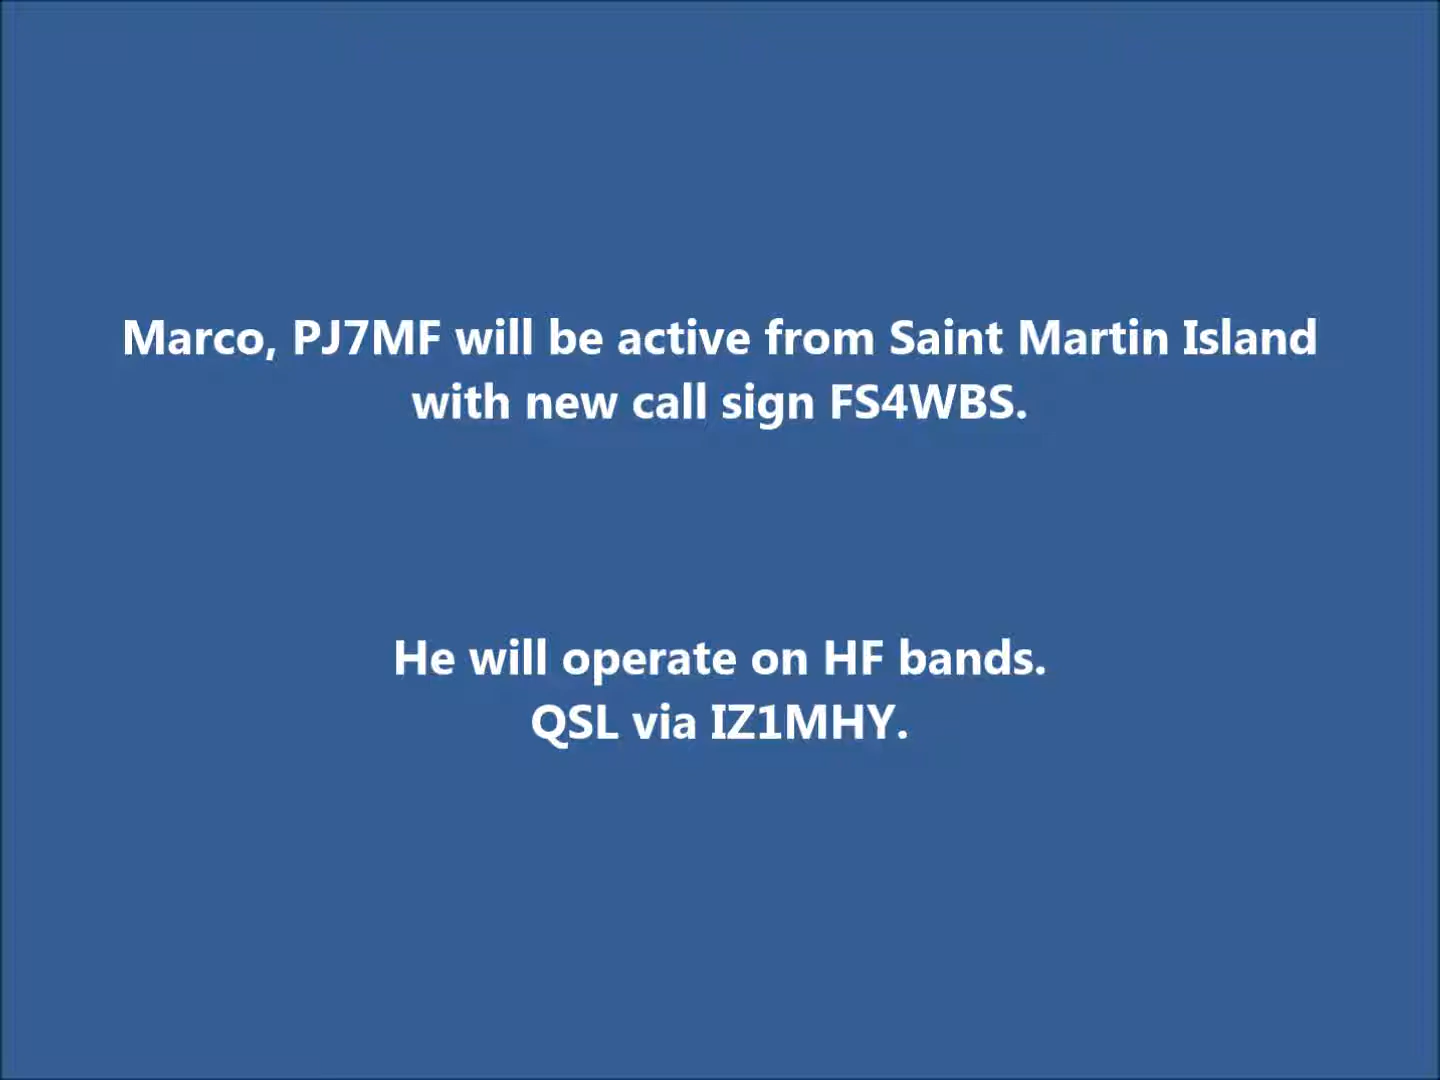 Marco, PJ7MF will be active from Saint Martin Island
with new call sign FS4WBS.
He will operate on HF bands.
QSL via IZ1MHY.